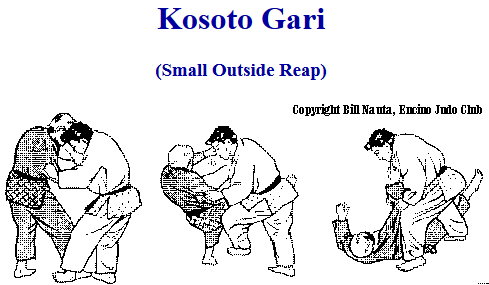 Kosoto Gari
(Small Outside Reap)
Copyright Bill Nauta, Encino Judo Club